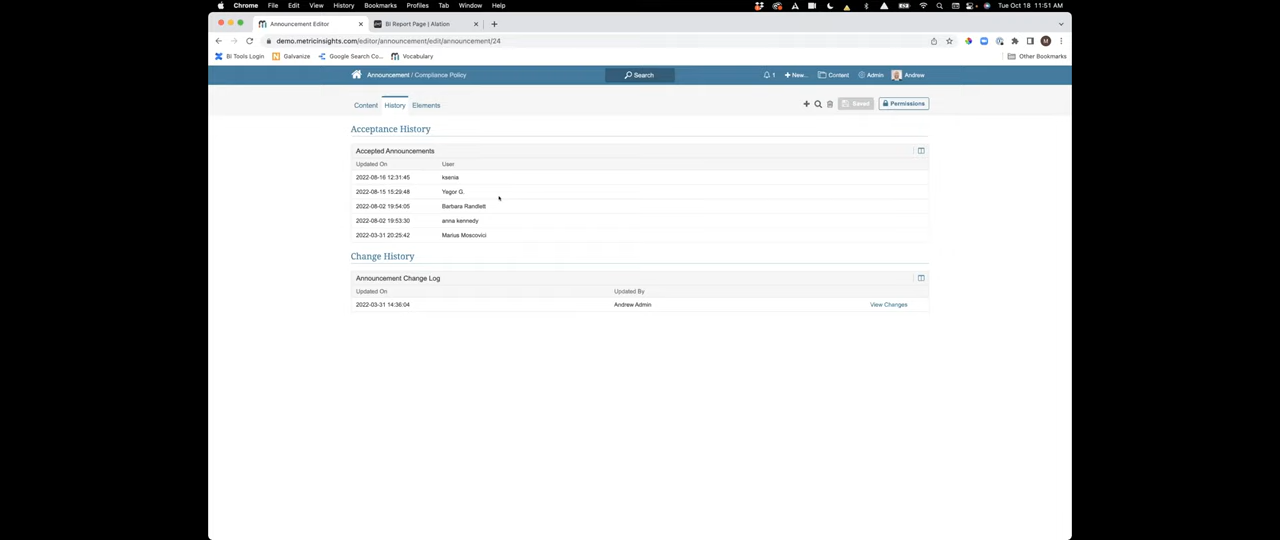 Chrome File Edit View History Bookmarks Profiles Tab Window Help Tue Oct 18 11:51 AM
Announcement Editor BI Report Page | Alation
demo.metricinsights.com/editor/announcement/edit/announcement/24
BI Tools Login Galvanize Google Search Co... Vocabulary Other Bookmarks
Announcement / Compliance Policy Search 1 + New... Content Admin Andrew
Content History Elements Saved Permissions
Acceptance History
Accepted Announcements
Updated On User
2022-08-16 12:31:45 ksenia
2022-08-15 15:29:48 Yegor G.
2022-08-02 19:54:05 Barbara Randlett
2022-08-02 19:53:30 anna kennedy
2022-03-31 20:25:42 Marius Moscovici
Change History
Announcement Change Log
Updated On Updated By
2022-03-31 14:36:04 Andrew Admin View Changes